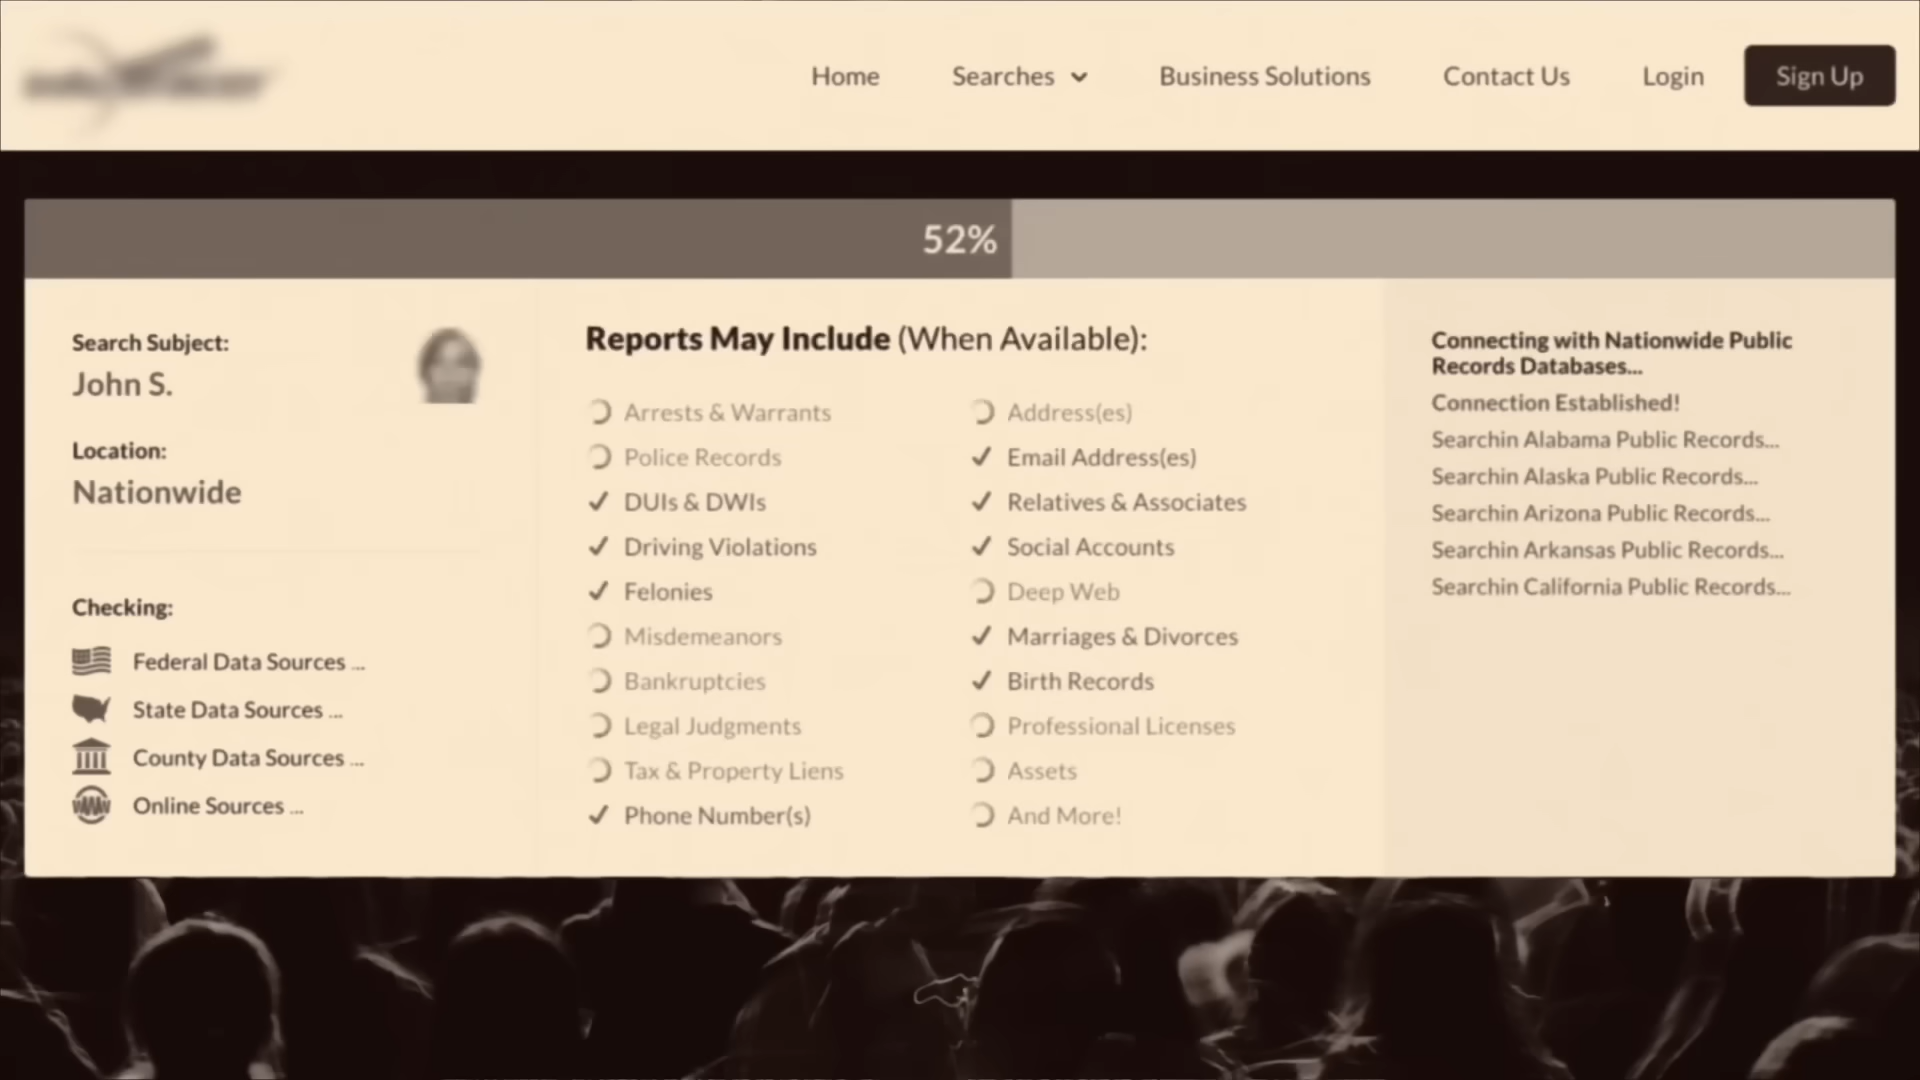 Home
Searches
Business Solutions
Contact Us
Login
Sign Up
52%
Search Subject:
John S.
Location:
Nationwide
Checking:
Federal Data Sources ...
State Data Sources ...
County Data Sources ...
Online Sources ...
Reports May Include (When Available):
Arrests & Warrants
Police Records
DUIs & DWIs
Driving Violations
Felonies
Misdemeanors
Bankruptcies
Legal Judgments
Tax & Property Liens
Phone Number(s)
Address(es)
Email Address(es)
Relatives & Associates
Social Accounts
Deep Web
Marriages & Divorces
Birth Records
Professional Licenses
Assets
And More!
Connecting with Nationwide Public
Records Databases...
Connection Established!
Searchin Alabama Public Records...
Searchin Alaska Public Records...
Searchin Arizona Public Records...
Searchin Arkansas Public Records...
Searchin California Public Records...